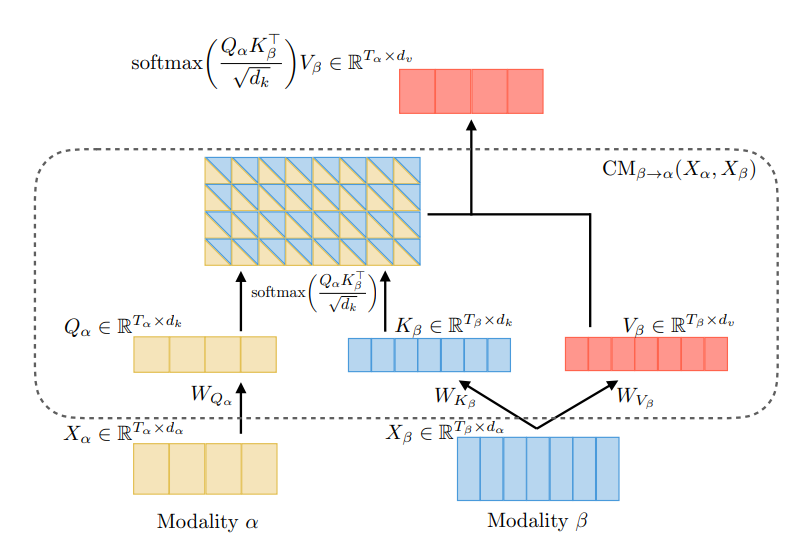 softmax(Q_α K_β^⊤ / √d_k) V_β ∈ ℝ^{T_α×d_v}
CM_{β→α}(X_α, X_β)
softmax(Q_α K_β^⊤ / √d_k)
Q_α ∈ ℝ^{T_α×d_k}
K_β ∈ ℝ^{T_β×d_k}
V_β ∈ ℝ^{T_β×d_v}
W_{Q_α}
W_{K_β}
W_{V_β}
X_α ∈ ℝ^{T_α×d_α}
X_β ∈ ℝ^{T_β×d_α}
Modality α
Modality β